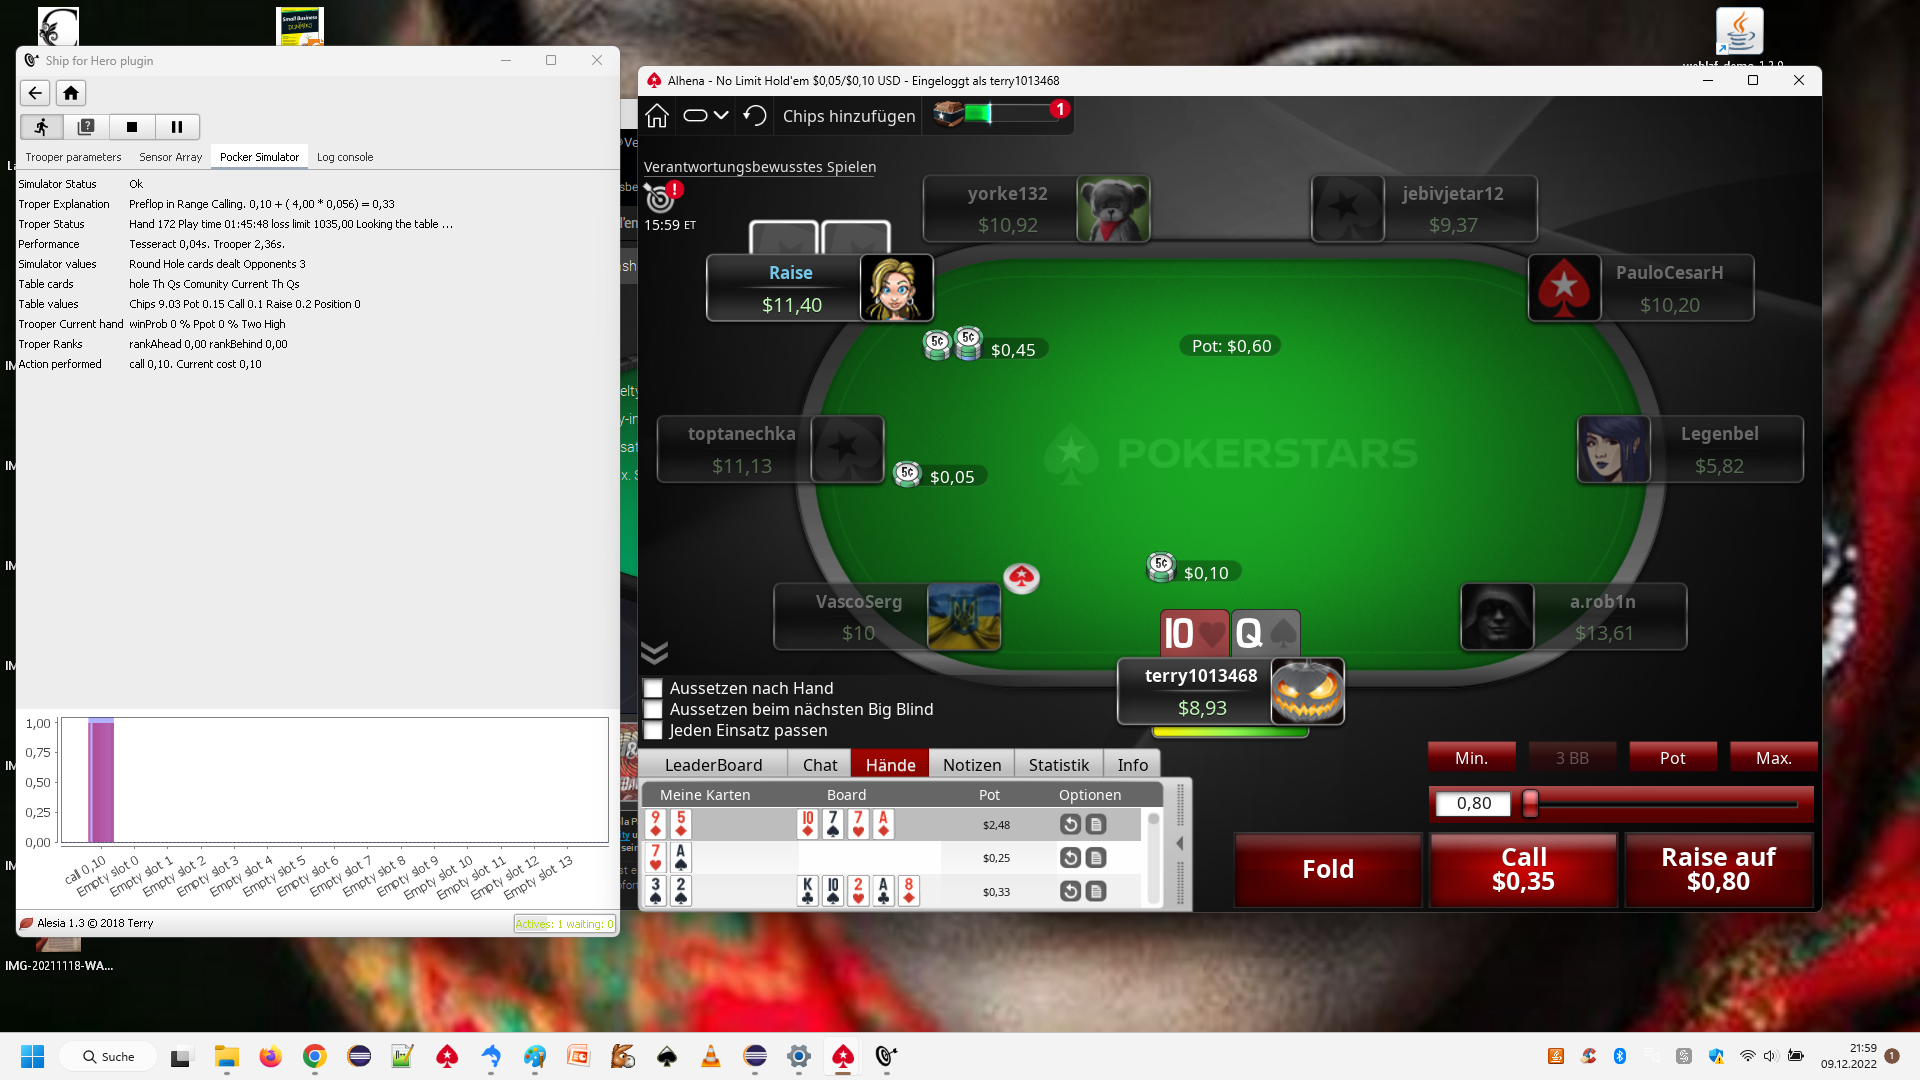 Ship for Hero plugin
Trooper parameters
Sensor Array
Pocker Simulator
Log console
Simulator Status Ok
Troper Explanation Preflop in Range Calling. 0,10 + ( 4,00 * 0,056) = 0,33
Troper Status Hand 172 Play time 01:45:48 loss limit 1035,00 Looking the table ...
Performance Tesseract 0,04s. Trooper 2,36s.
Simulator values Round Hole cards dealt Opponents 3
Table cards hole Th Qs Comunity Current Th Qs
Table values Chips 9.03 Pot 0.15 Call 0.1 Raise 0.2 Position 0
Trooper Current hand winProb 0 % Ppot 0 % Two High
Troper Ranks rankAhead 0,00 rankBehind 0,00
Action performed call 0,10. Current cost 0,10
1,00
0,75
0,50
0,25
0,00
call 0,10
Empty slot 0
Empty slot 1
Empty slot 2
Empty slot 3
Empty slot 4
Empty slot 5
Empty slot 6
Empty slot 7
Empty slot 8
Empty slot 9
Empty slot 10
Empty slot 11
Empty slot 12
Empty slot 13
Alesia 1.3 © 2018 Terry
Actives: 1 waiting: 0
Small Business
DUMMIES
IMG-20211118-WA...
Alhena - No Limit Hold'em $0,05/$0,10 USD - Eingeloggt als terry1013468
Chips hinzufügen
1
Verantwortungsbewusstes Spielen
15:59 ET
yorke132
$10,92
jebivjetar12
$9,37
Raise
$11,40
PauloCesarH
$10,20
5¢ 5¢ $0,45
Pot: $0,60
toptanechka
$11,13
5¢ $0,05
POKERSTARS
Legenbel
$5,82
5¢ $0,10
VascoSerg
$10
10 Q
a.rob1n
$13,61
terry1013468
$8,93
Aussetzen nach Hand
Aussetzen beim nächsten Big Blind
Jeden Einsatz passen
LeaderBoard
Chat
Hände
Notizen
Statistik
Info
Meine Karten Board Pot Optionen
9 5 10 7 7 A $2,48
7 A $0,25
3 2 K 10 2 A 8 $0,33
Min.
3 BB
Pot
Max.
0,80
Fold
Call
$0,35
Raise auf
$0,80
Suche
21:59
09.12.2022
1